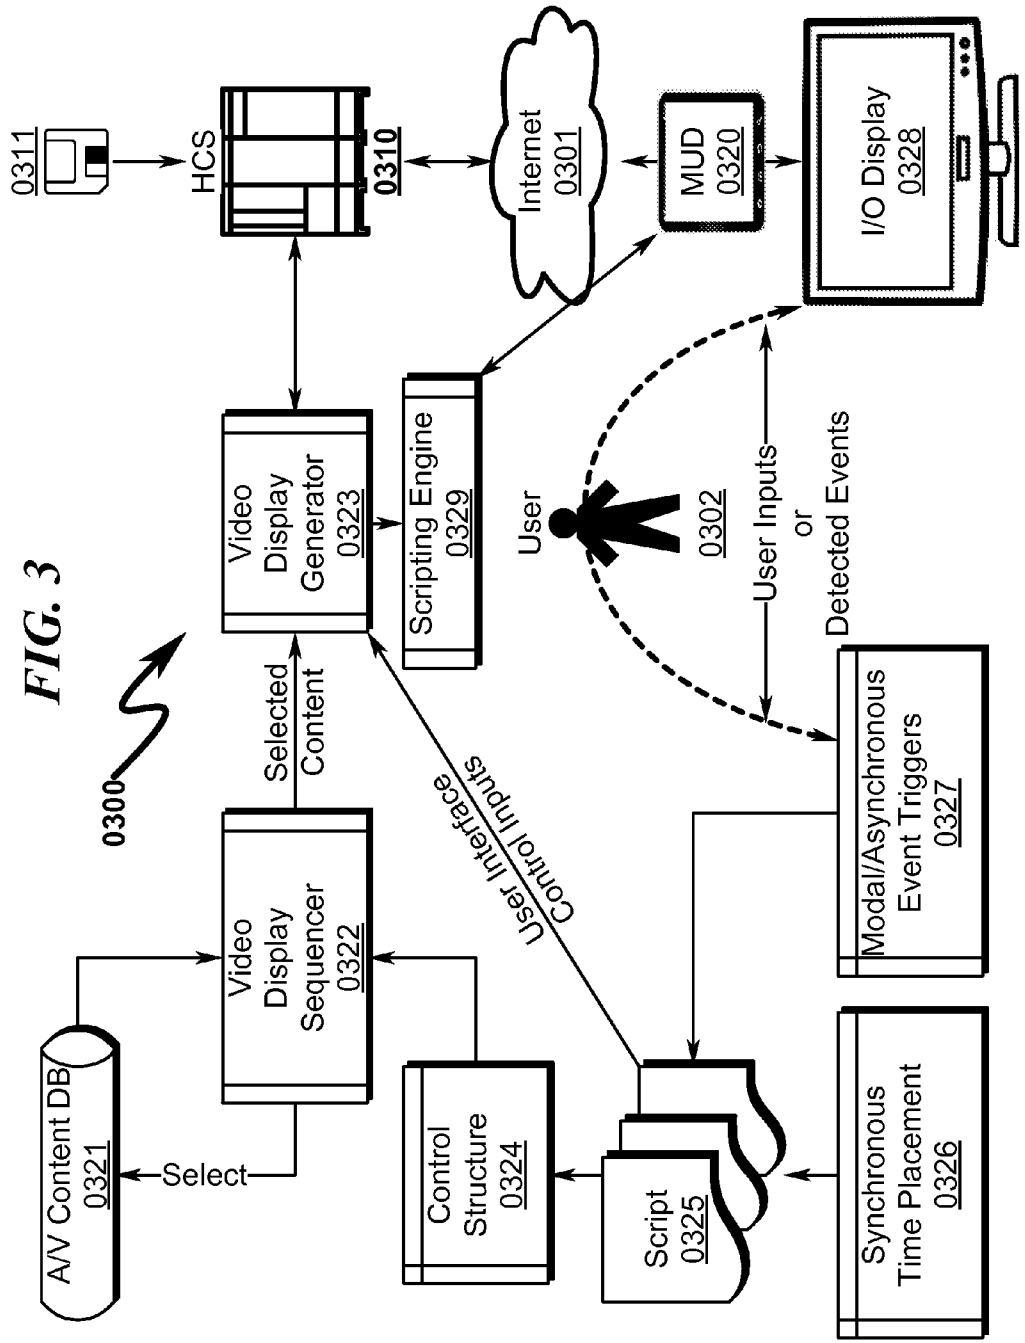 FIG. 3
0300
A/V Content DB
0321
Select
Video
Display
Sequencer
0322
Selected
Content
Video
Display
Generator
0323
HCS
0310
0311
Control
Structure
0324
User Interface
Control Inputs
Scripting Engine
0329
Internet
0301
Script
0325
User
0302
MUD
0320
User Inputs
or
Detected Events
Synchronous
Time Placement
0326
Modal/Asynchronous
Event Triggers
0327
I/O Display
0328